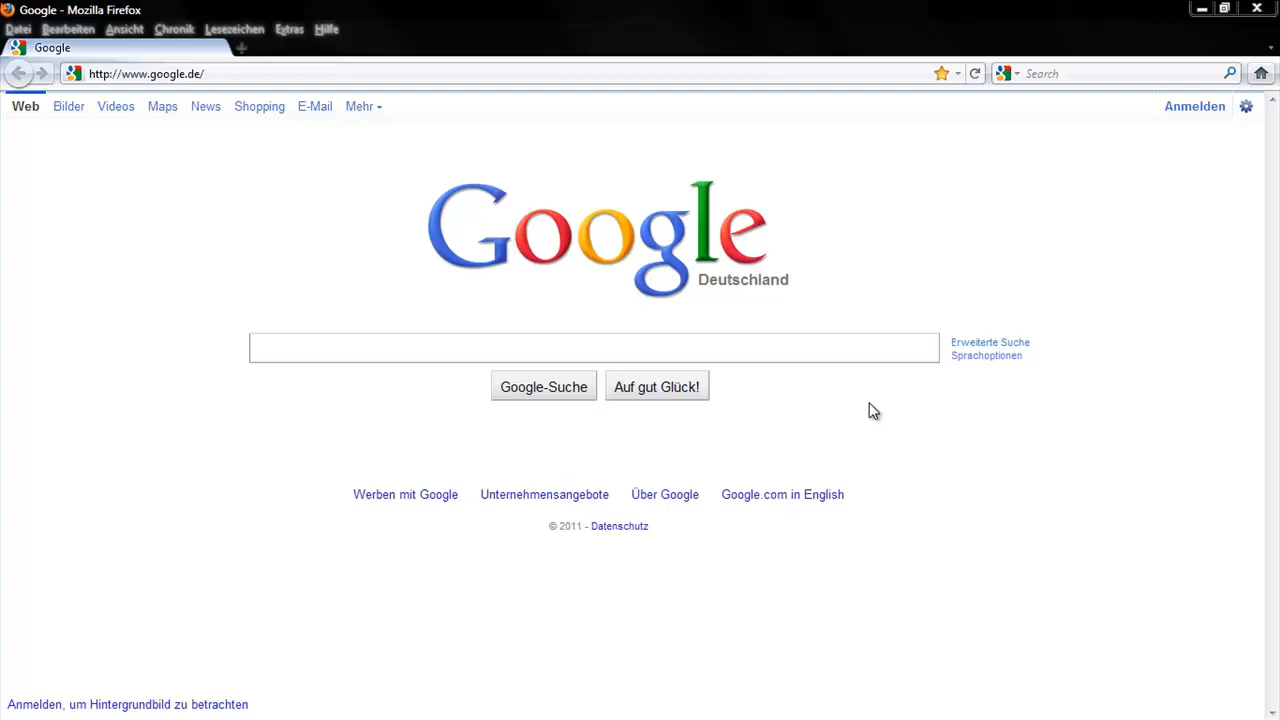 Google - Mozilla Firefox
Datei Bearbeiten Ansicht Chronik Lesezeichen Extras Hilfe
Google
http://www.google.de/ Search
Web Bilder Videos Maps News Shopping E-Mail Mehr Anmelden
Google
Deutschland
Erweiterte Suche
Sprachoptionen
Google-Suche Auf gut Glück!
Werben mit Google Unternehmensangebote Über Google Google.com in English
© 2011 - Datenschutz
Anmelden, um Hintergrundbild zu betrachten